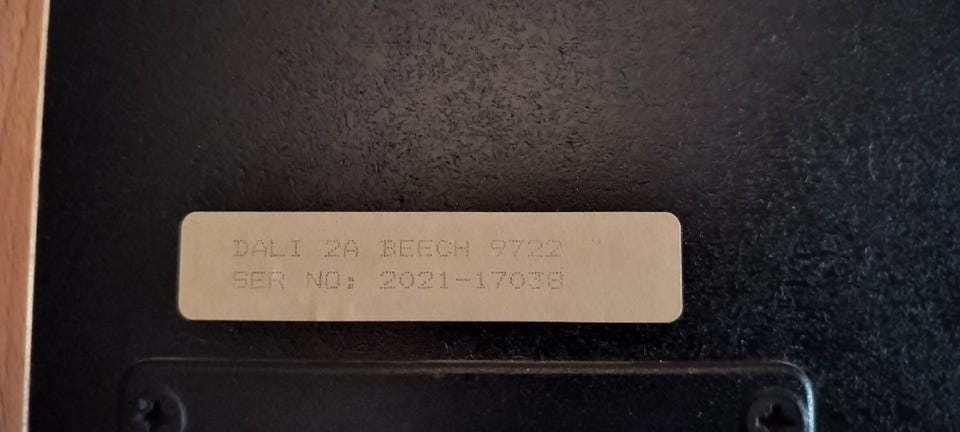 DALI 2A BEECH 9722
SER NO: 2021-17038